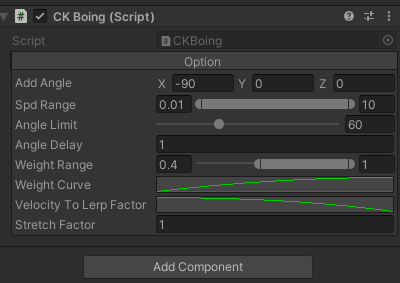 CK Boing (Script)
Script CKBoing
Option
Add Angle X -90 Y 0 Z 0
Spd Range 0.01 10
Angle Limit 60
Angle Delay 1
Weight Range 0.4 1
Weight Curve
Velocity To Lerp Factor
Stretch Factor 1
Add Component